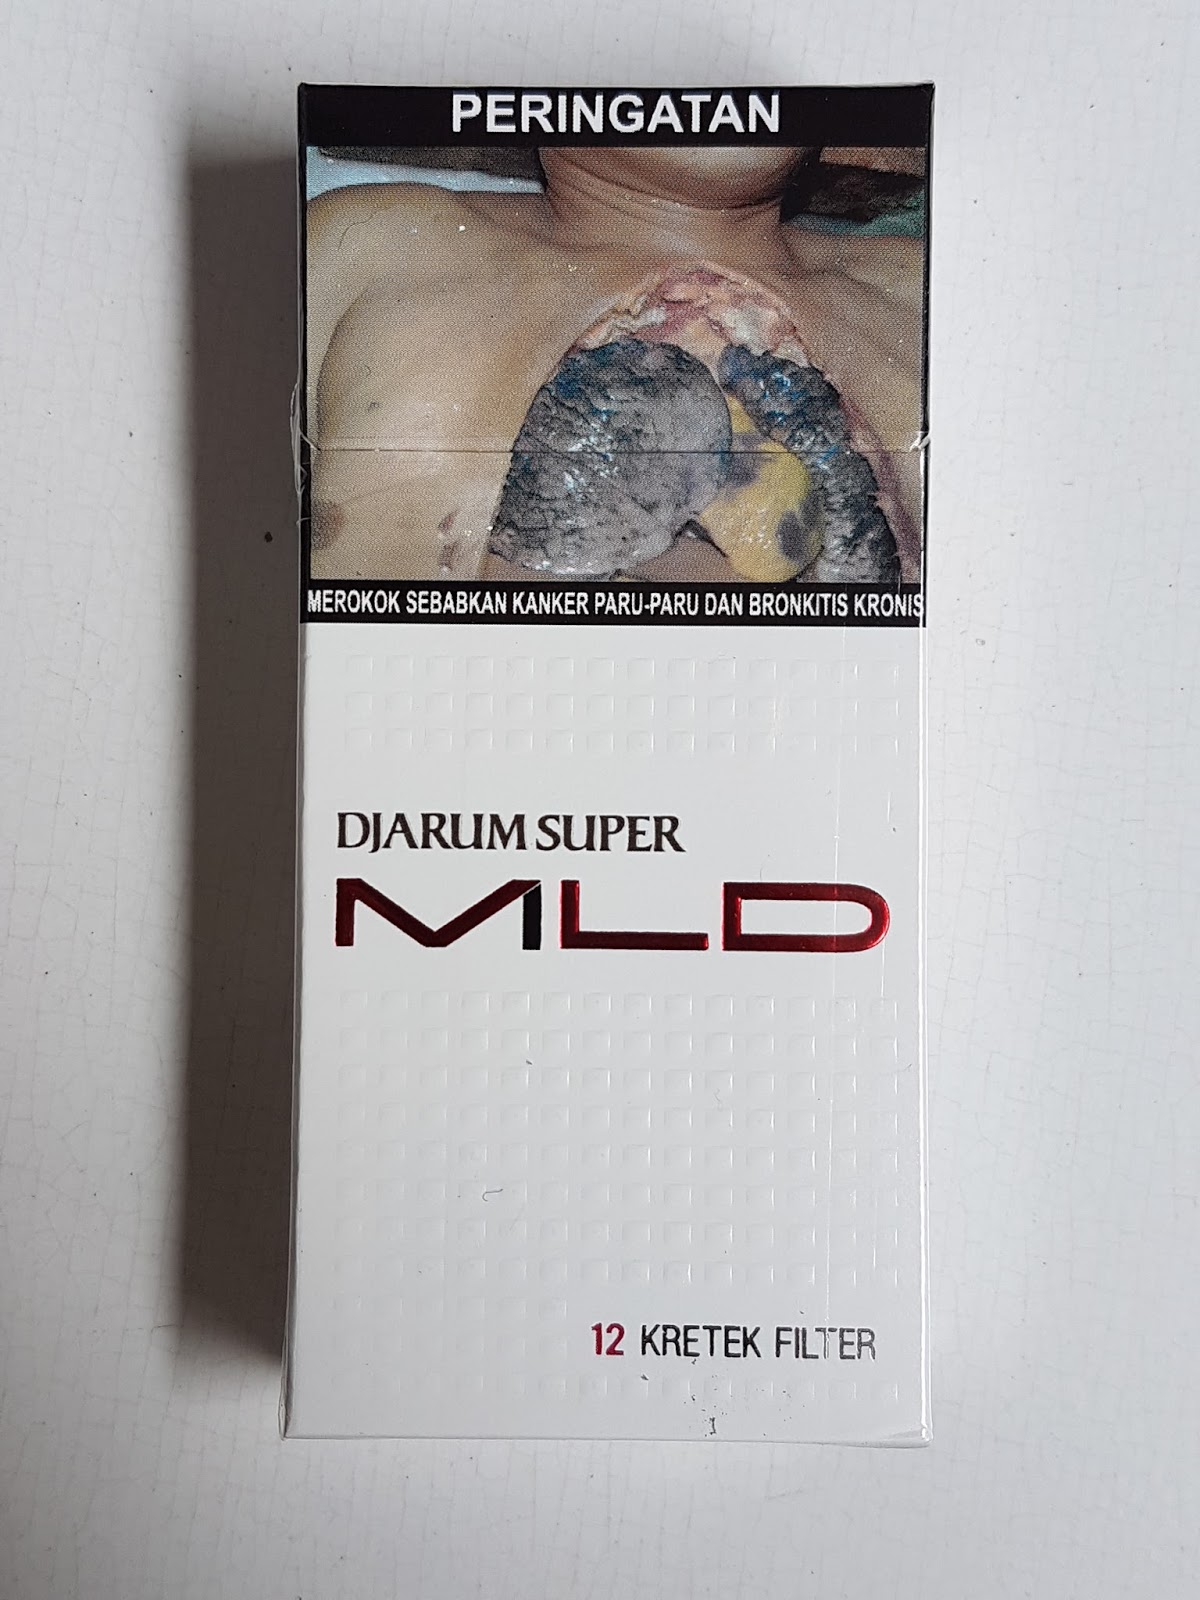 PERINGATAN
MEROKOK SEBABKAN KANKER PARU-PARU DAN BRONKITIS KRONIS
DJARUM SUPER
MLD
12 KRETEK FILTER